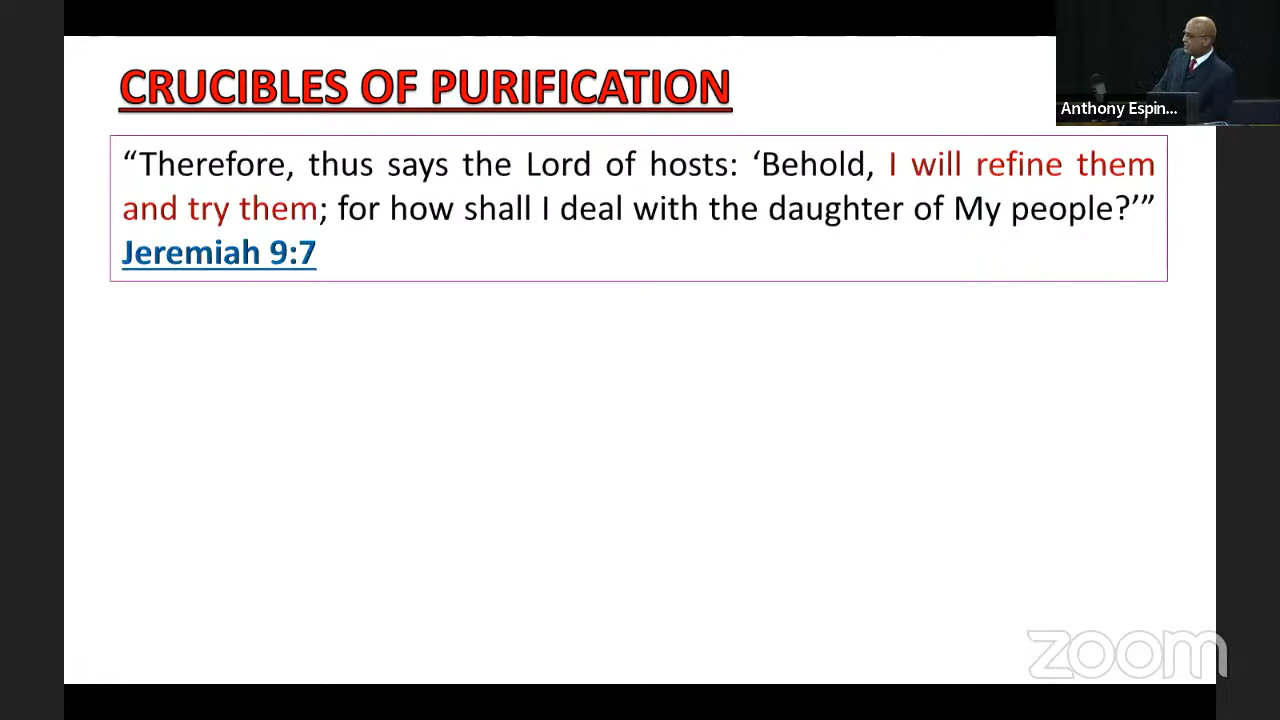 CRUCIBLES OF PURIFICATION
Anthony Espin...
“Therefore, thus says the Lord of hosts: ‘Behold, I will refine them
and try them; for how shall I deal with the daughter of My people?’”
Jeremiah 9:7
zoom